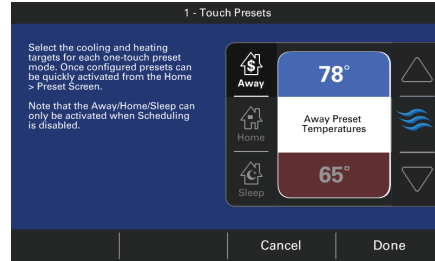 1 - Touch Presets
Select the cooling and heating
targets for each one-touch preset
mode. Once configured presets can
be quickly activated from the Home
> Preset Screen.
Note that the Away/Home/Sleep can
only be activated when Scheduling
is disabled.
$
Away
Home
Sleep
78°
Away Preset
Temperatures
65°
Cancel
Done